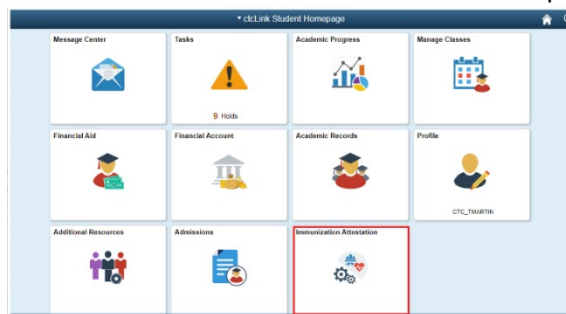 ▾ ctcLink Student Homepage
Message Center
Tasks
Academic Progress
Manage Classes
9 Holds
Financial Aid
Financial Account
Academic Records
Profile
CTC_TMARTIN
Additional Resources
Admissions
Immunization Attestation